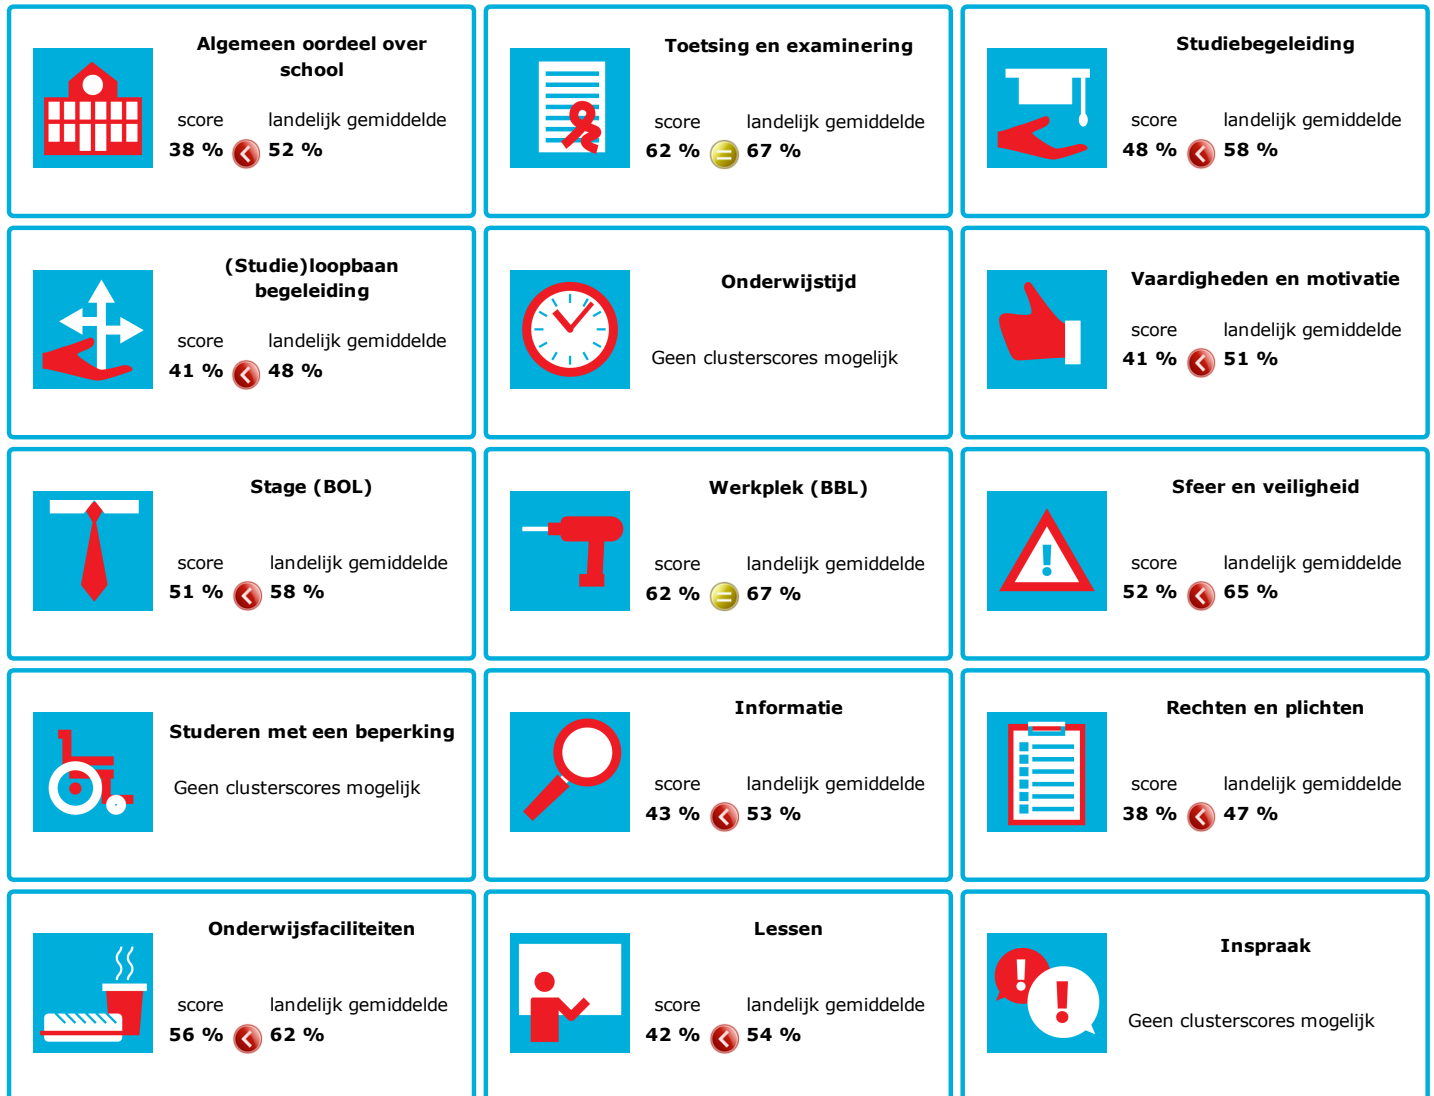 Algemeen oordeel over
school
score landelijk gemiddelde
38 % 52 %
Toetsing en examinering
score landelijk gemiddelde
62 % = 67 %
Studiebegeleiding
score landelijk gemiddelde
48 % 58 %
(Studie)loopbaan
begeleiding
score landelijk gemiddelde
41 % 48 %
Onderwijstijd
Geen clusterscores mogelijk
Vaardigheden en motivatie
score landelijk gemiddelde
41 % 51 %
Stage (BOL)
score landelijk gemiddelde
51 % 58 %
Werkplek (BBL)
score landelijk gemiddelde
62 % = 67 %
Sfeer en veiligheid
score landelijk gemiddelde
52 % 65 %
Studeren met een beperking
Geen clusterscores mogelijk
Informatie
score landelijk gemiddelde
43 % 53 %
Rechten en plichten
score landelijk gemiddelde
38 % 47 %
Onderwijsfaciliteiten
score landelijk gemiddelde
56 % 62 %
Lessen
score landelijk gemiddelde
42 % 54 %
Inspraak
Geen clusterscores mogelijk